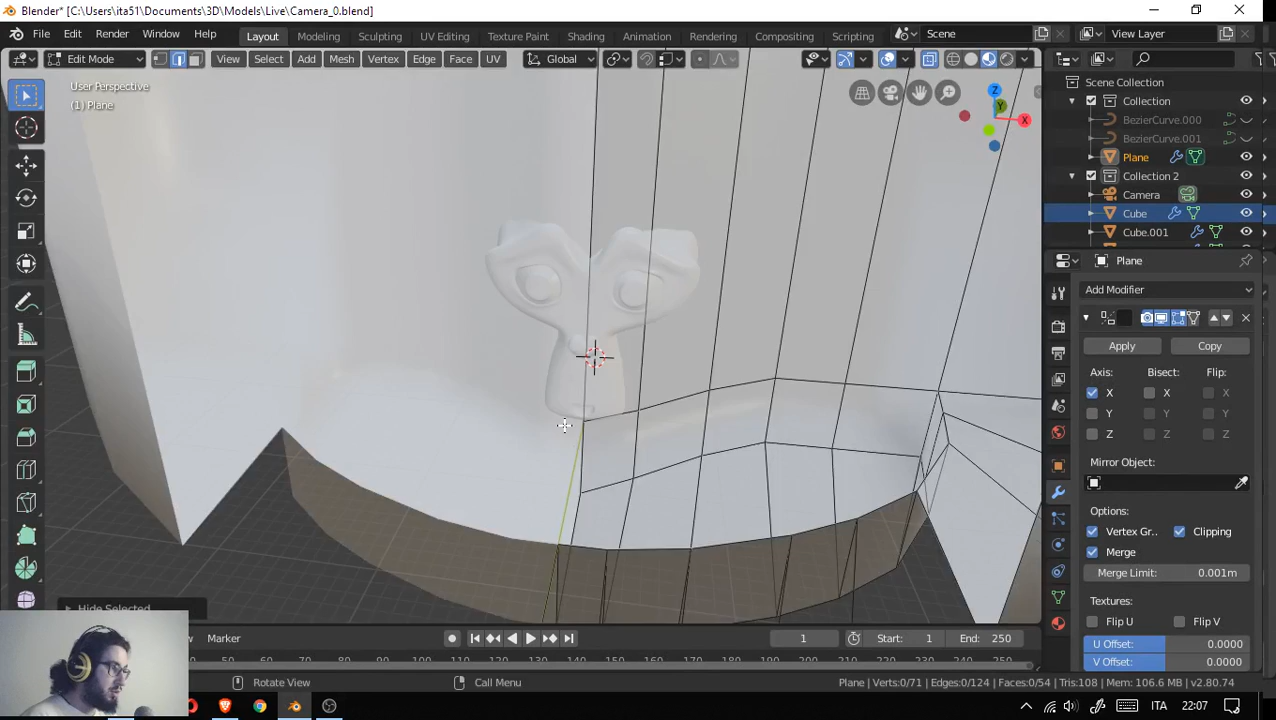 Blender* [C:\Users\ita51\Documents\3D\Models\Live\Camera_0.blend]
File Edit Render Window Help Layout Modeling Sculpting UV Editing Texture Paint Shading Animation Rendering Compositing Scripting Scene View Layer
Edit Mode View Select Add Mesh Vertex Edge Face UV Global
User Perspective
(1) Plane
Z
Y
X
Scene Collection
Collection
BezierCurve.000
BezierCurve.001
Plane
Collection 2
Camera
Cube
Cube.001
Plane
Add Modifier
Apply Copy
Axis: Bisect: Flip:
X X X
Y Y Y
Z Z Z
Mirror Object:
Options:
Vertex Gr.. Clipping
Merge
Merge Limit: 0.001m
Textures:
Flip U Flip V
U Offset: 0.0000
V Offset: 0.0000
Hide Selected
Marker 1 Start: 1 End: 250
50 60 70 80 90 100 110 120 130 140 150 160 170 180 190 200 210 220 230 240 250
Rotate View Call Menu Plane | Verts:0/71 | Edges:0/124 | Faces:0/54 | Tris:108 | Mem: 106.6 MB | v2.80.74
ITA 22:07